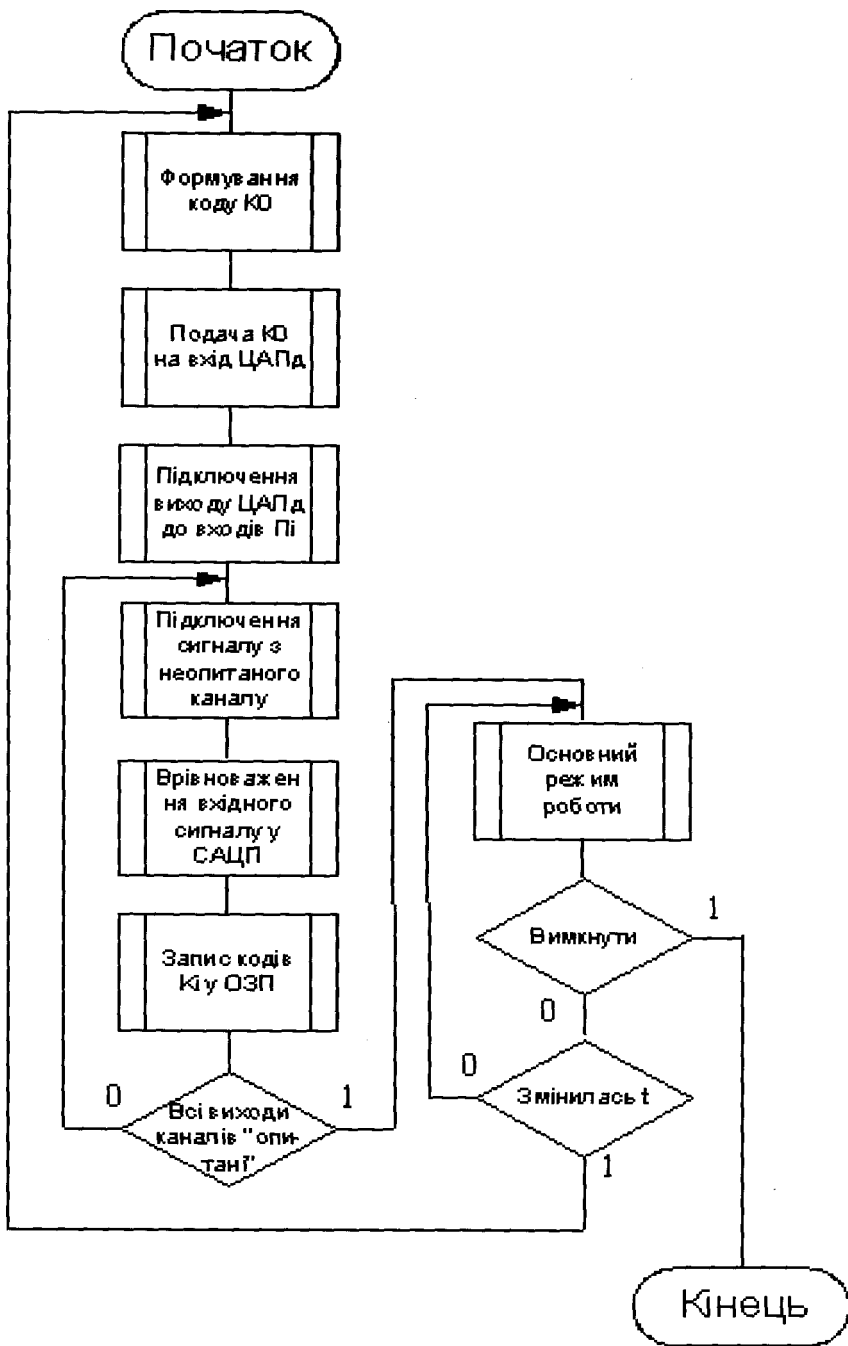 Початок
Формування
коду К0
Подача К0
на вхід ЦАПд
Підключення
виходу ЦАПд
до входів Пі
Підключення
сигналу з
неопитаного
каналу
Врівноважен
ня вхідного
сигналу у
САЦП
Запис кодів
Кі у ОЗП
0
1
Всі виходи
каналів "опи-
тані"
Основний
режим
роботи
1
Вимкнути
0
0
Змінилась t
1
Кінець